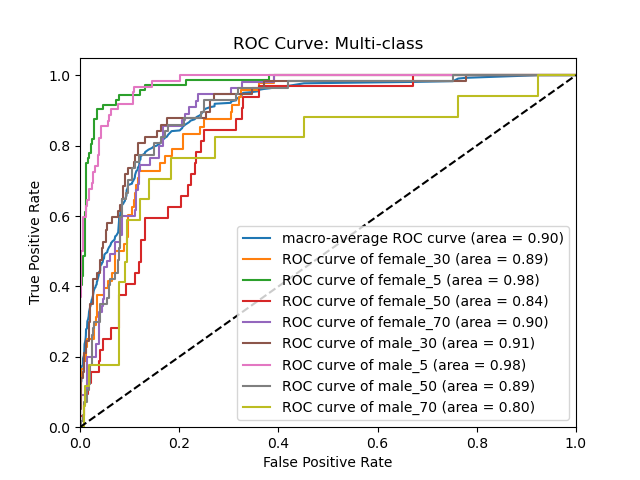 ROC Curve: Multi-class
True Positive Rate
1.0
0.8
0.6
0.4
0.2
0.0
macro-average ROC curve (area = 0.90)
ROC curve of female_30 (area = 0.89)
ROC curve of female_5 (area = 0.98)
ROC curve of female_50 (area = 0.84)
ROC curve of female_70 (area = 0.90)
ROC curve of male_30 (area = 0.91)
ROC curve of male_5 (area = 0.98)
ROC curve of male_50 (area = 0.89)
ROC curve of male_70 (area = 0.80)
0.0 0.2 0.4 0.6 0.8 1.0
False Positive Rate